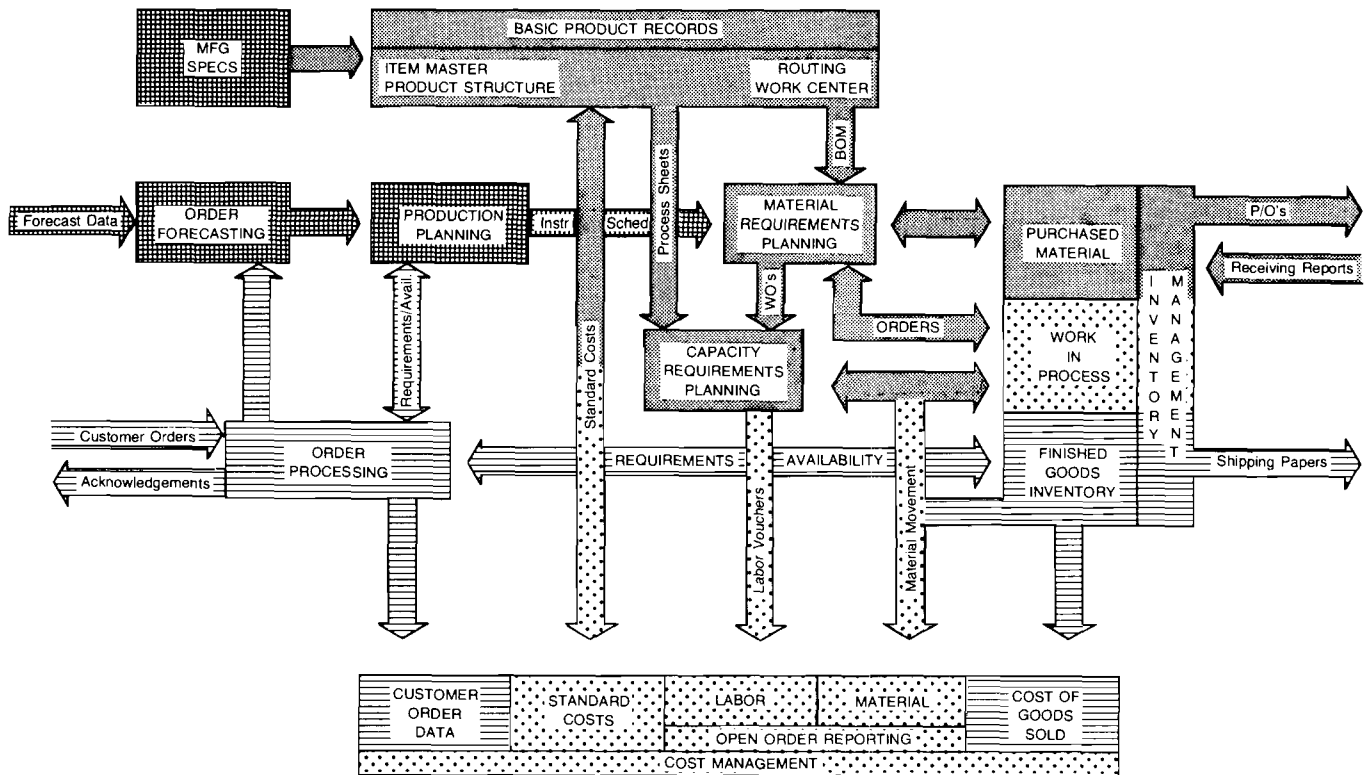 BASIC PRODUCT RECORDS
MFG
SPECS
ITEM MASTER
PRODUCT STRUCTURE
ROUTING
WORK CENTER
BOM
Process Sheets
Forecast Data
ORDER
FORECASTING
PRODUCTION
PLANNING
Instr
Sched
MATERIAL
REQUIREMENTS
PLANNING
PURCHASED
MATERIAL
P/O's
Receiving Reports
INVENTORY
MANAGEMENT
Requirements/Avail.
Standard Costs
WO's
ORDERS
CAPACITY
REQUIREMENTS
PLANNING
WORK
IN
PROCESS
Customer Orders
Acknowledgements
ORDER
PROCESSING
REQUIREMENTS
AVAILABILITY
FINISHED
GOODS
INVENTORY
Shipping Papers
Labor Vouchers
Material Movement
CUSTOMER
ORDER
DATA
STANDARD
COSTS
LABOR
MATERIAL
OPEN ORDER REPORTING
COST OF
GOODS
SOLD
COST MANAGEMENT